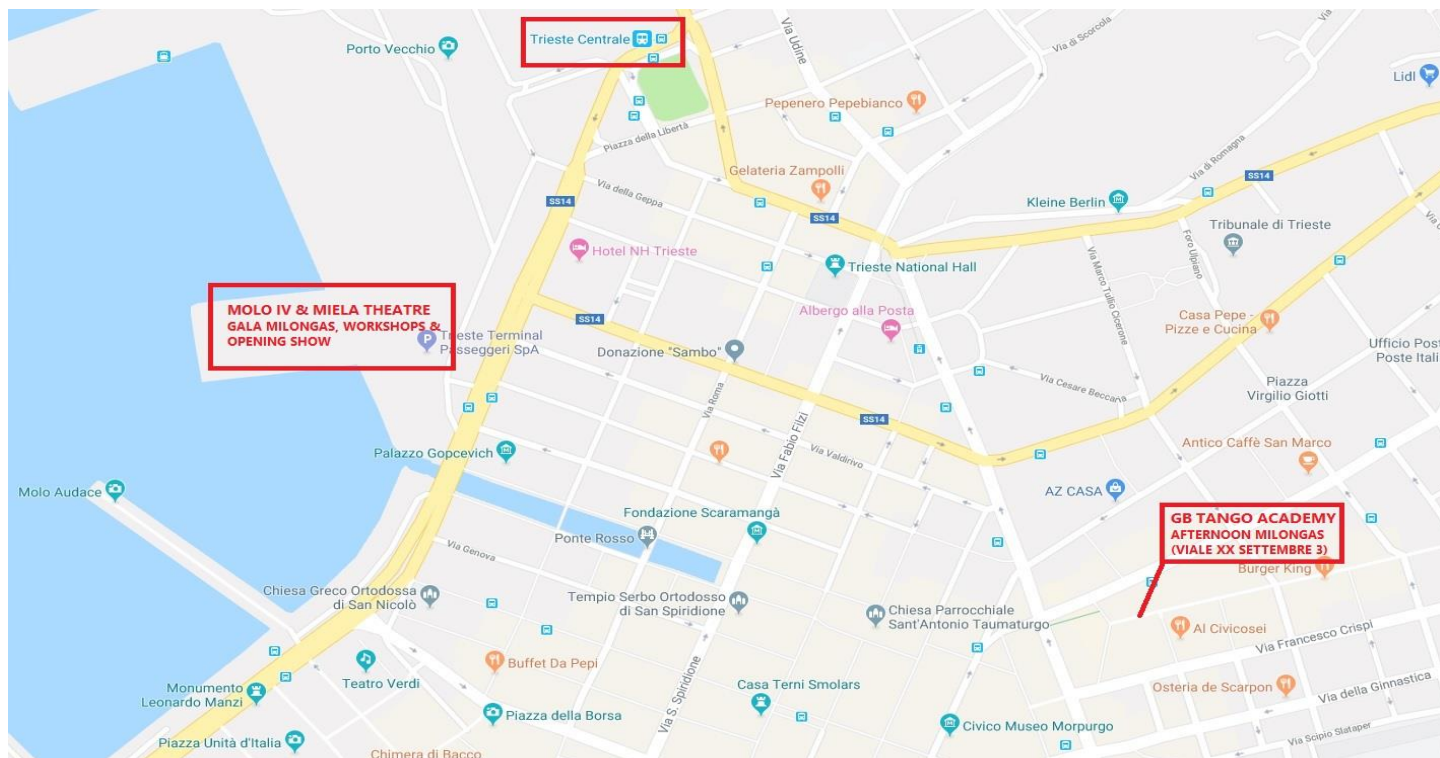 Trieste Centrale
Porto Vecchio
Via Udine
Via di Scorcola
Lidl
Pepenero Pepebianco
Piazza della Libertà
Gelateria Zampolli
Via di Romagna
SS14
Via della Geppa
SS14
SS14
Kleine Berlin
Tribunale di Trieste
Foro Ulpiano
Hotel NH Trieste
Trieste National Hall
Via Marco Tullio Cicerone
MOLO IV & MIELA THEATRE
GALA MILONGAS, WORKSHOPS &
OPENING SHOW
Trieste Terminal
Passeggeri SpA
SS14
Albergo alla Posta
Casa Pepe -
Pizze e Cucina
Donazione "Sambo"
Ufficio Post
Poste Itali
Via Cesare Beccaria
Piazza
Virgilio Giotti
Via Roma
SS14
Via Fabio Filzi
Via Valdirivo
Antico Caffè San Marco
Palazzo Gopcevich
Molo Audace
AZ CASA
Fondazione Scaramangà
GB TANGO ACADEMY
AFTERNOON MILONGAS
(VIALE XX SETTEMBRE 3)
Ponte Rosso
Via Genova
Burger King
Chiesa Greco Ortodossa
di San Nicolò
Tempio Serbo Ortodosso
di San Spiridione
Chiesa Parrocchiale
Sant'Antonio Taumaturgo
Al Civicosei
Via Francesco Crispi
Buffet Da Pepi
Teatro Verdi
Via S. Spiridione
Casa Terni Smolars
Osteria de Scarpon
Via della Ginnastica
Monumento
Leonardo Manzi
Piazza della Borsa
Civico Museo Morpurgo
Piazza Unità d'Italia
Via Scipio Slataper
Chimera di Bacco